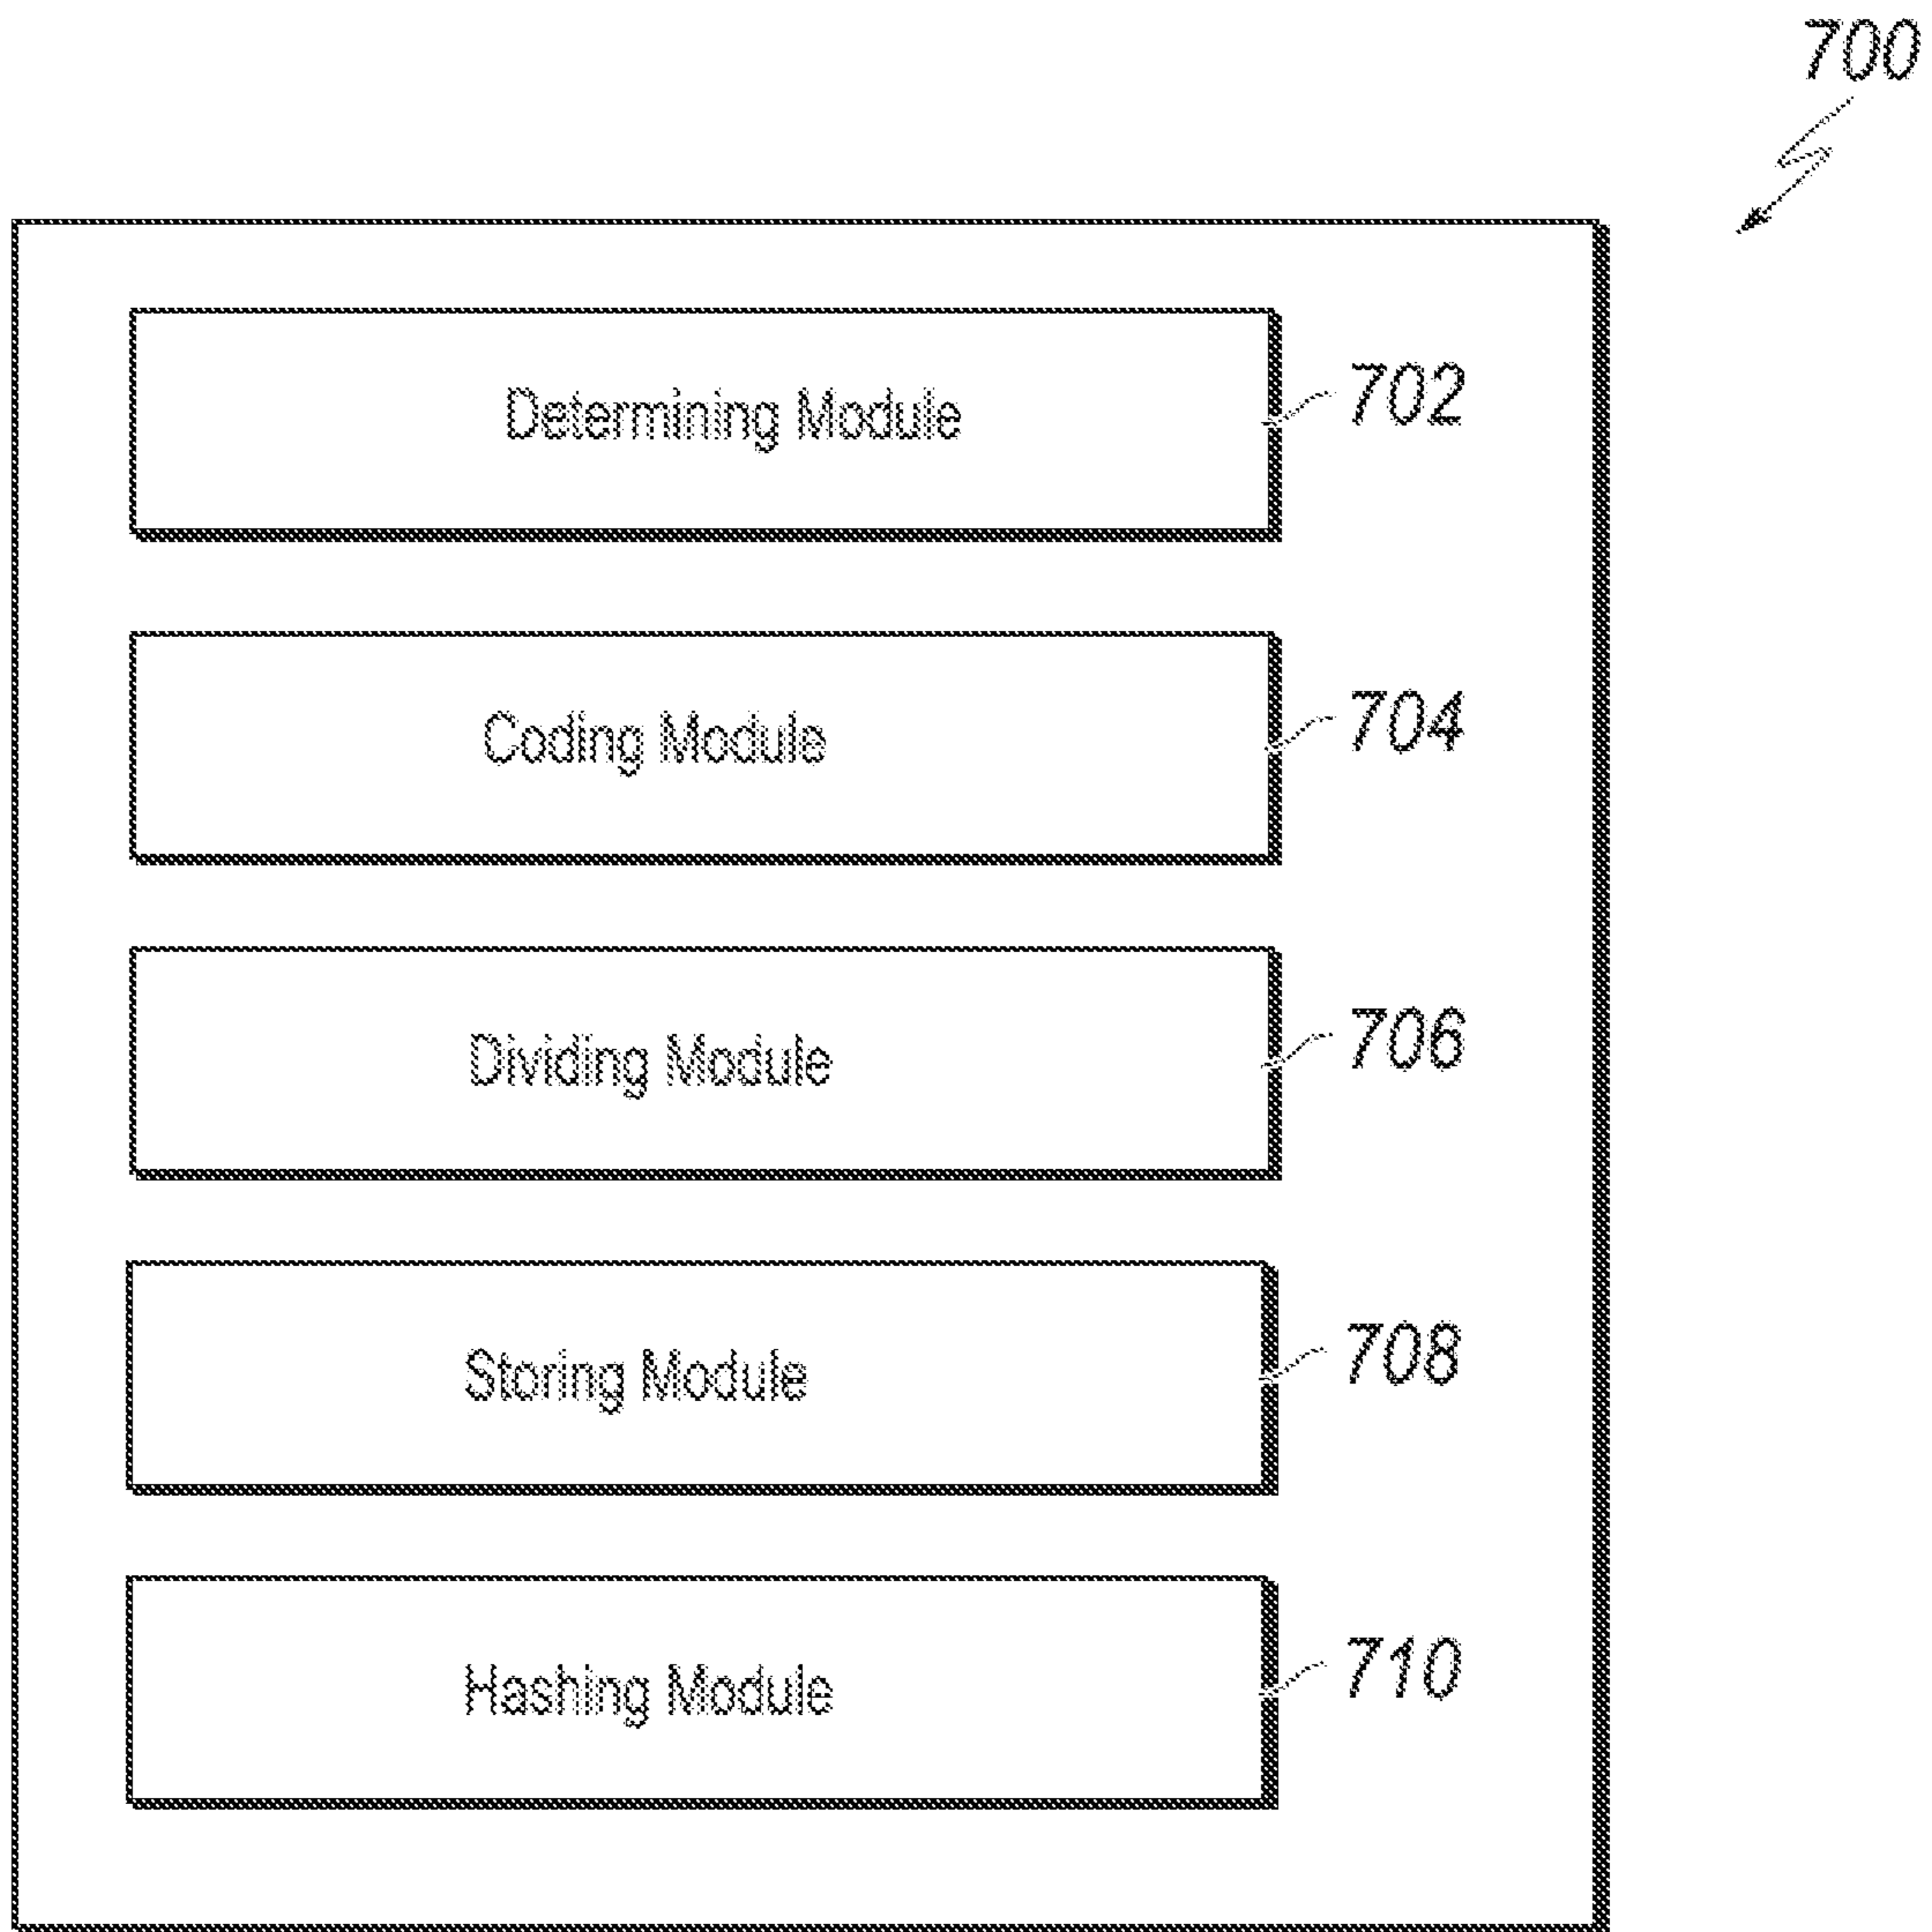 700
Determining Module 702
Coding Module 704
Dividing Module 706
Storing Module 708
Hashing Module 710